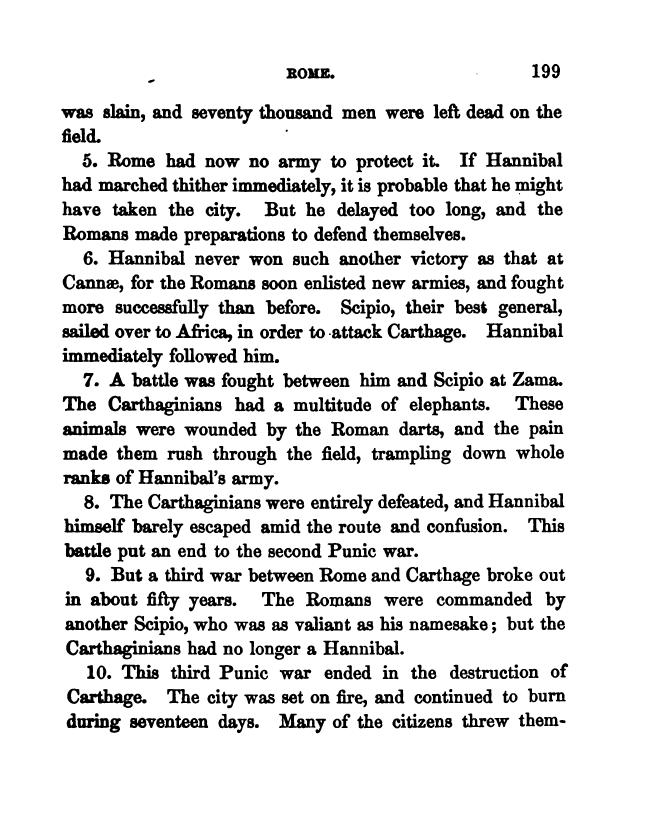 ROME. 199
was slain, and seventy thousand men were left dead on the
field.
5. Rome had now no army to protect it. If Hannibal
had marched thither immediately, it is probable that he might
have taken the city. But he delayed too long, and the
Romans made preparations to defend themselves.
6. Hannibal never won such another victory as that at
Cannæ, for the Romans soon enlisted new armies, and fought
more successfully than before. Scipio, their best general,
sailed over to Africa, in order to attack Carthage. Hannibal
immediately followed him.
7. A battle was fought between him and Scipio at Zama.
The Carthaginians had a multitude of elephants. These
animals were wounded by the Roman darts, and the pain
made them rush through the field, trampling down whole
ranks of Hannibal's army.
8. The Carthaginians were entirely defeated, and Hannibal
himself barely escaped amid the route and confusion. This
battle put an end to the second Punic war.
9. But a third war between Rome and Carthage broke out
in about fifty years. The Romans were commanded by
another Scipio, who was as valiant as his namesake; but the
Carthaginians had no longer a Hannibal.
10. This third Punic war ended in the destruction of
Carthage. The city was set on fire, and continued to burn
during seventeen days. Many of the citizens threw them-